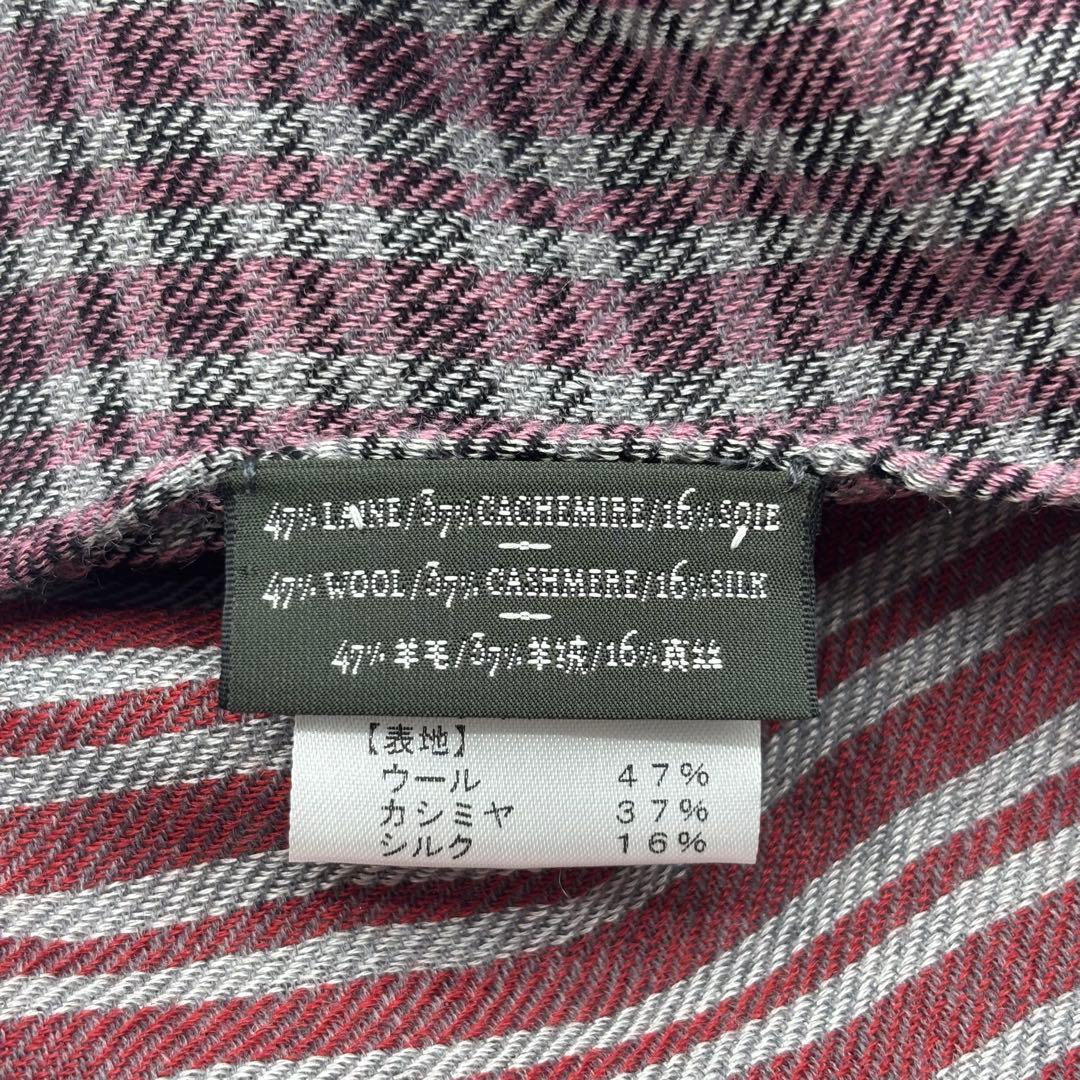 47% LAINE/37% CACHEMIRE/16% SOIE
47% WOOL/37% CASHMERE/16% SILK
47% 羊毛/37% 羊绒/16% 真丝
【表地】
ウール 47%
カシミヤ 37%
シルク 16%